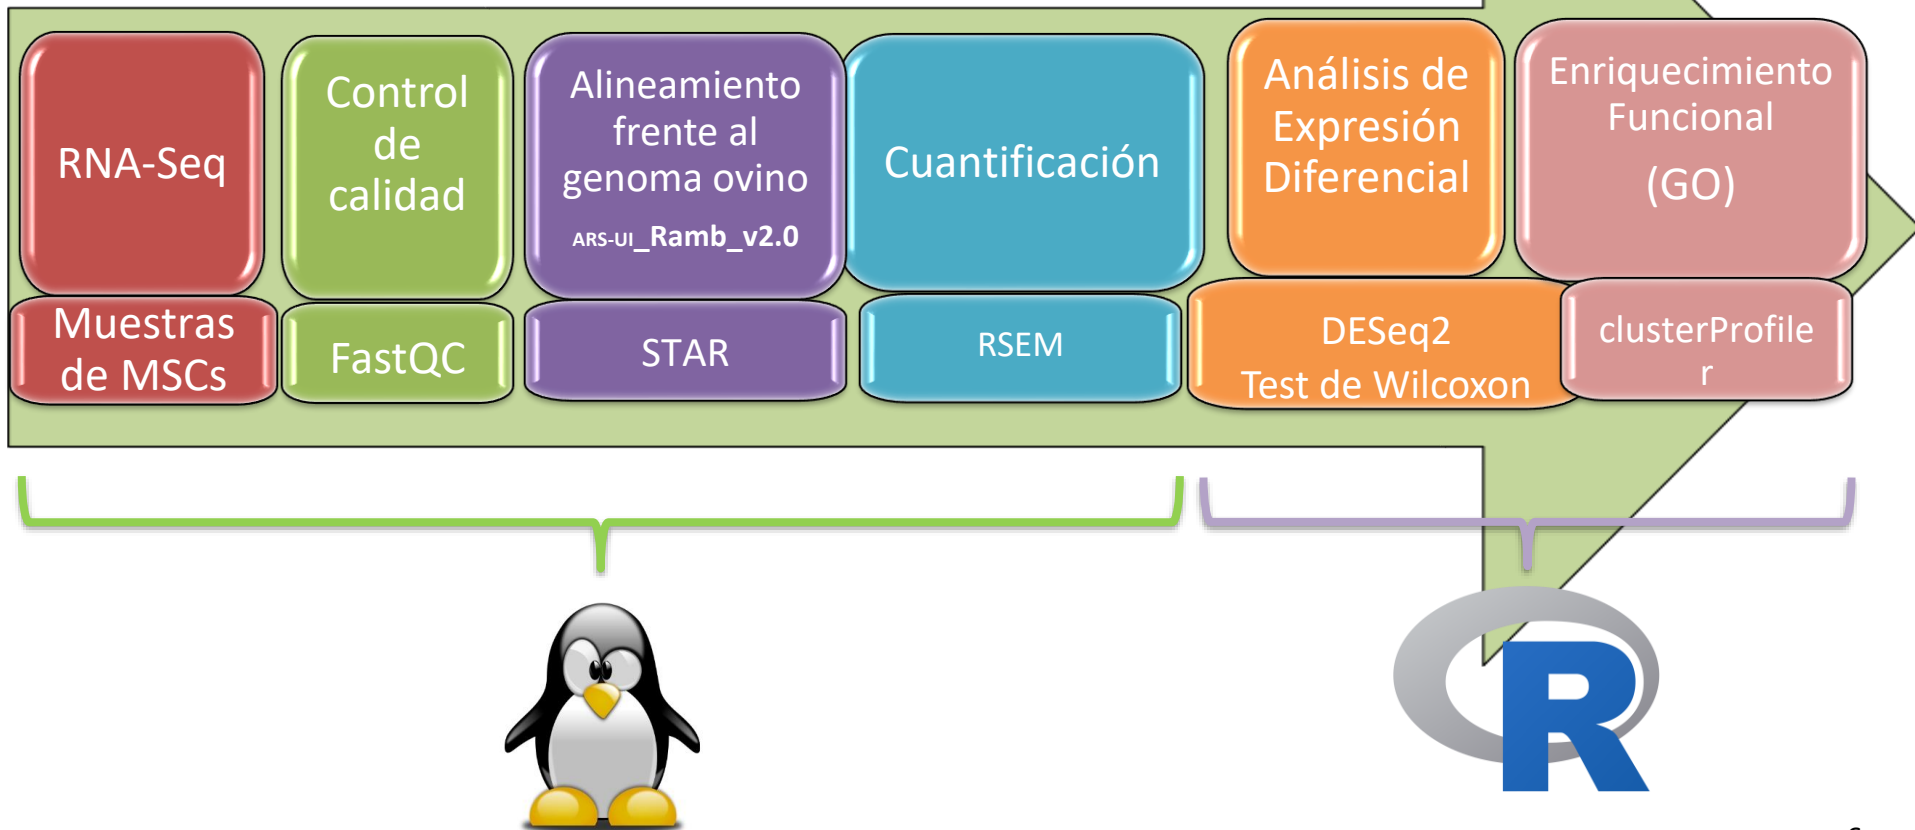 RNA-Seq
Muestras
de MSCs
Control
de
calidad
FastQC
Alineamiento
frente al
genoma ovino
ARS-UI_Ramb_v2.0
STAR
Cuantificación
RSEM
Análisis de
Expresión
Diferencial
DESeq2
Test de Wilcoxon
Enriquecimiento
Funcional
(GO)
clusterProfile
r
R